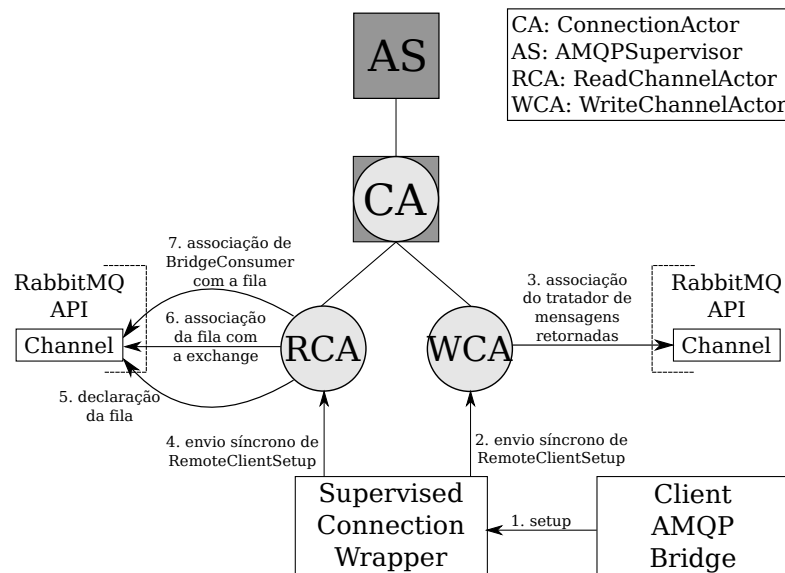 AS
CA: ConnectionActor
AS: AMQPSupervisor
RCA: ReadChannelActor
WCA: WriteChannelActor
CA
7. associação de
BridgeConsumer
com a fila
RabbitMQ
API
Channel
6. associação
da fila com
a exchange
RCA
WCA
3. associação
do tratador de
mensagens
retornadas
RabbitMQ
API
Channel
5. declaração
da fila
4. envio síncrono de
RemoteClientSetup
2. envio síncrono de
RemoteClientSetup
Supervised
Connection
Wrapper
1. setup
Client
AMQP
Bridge